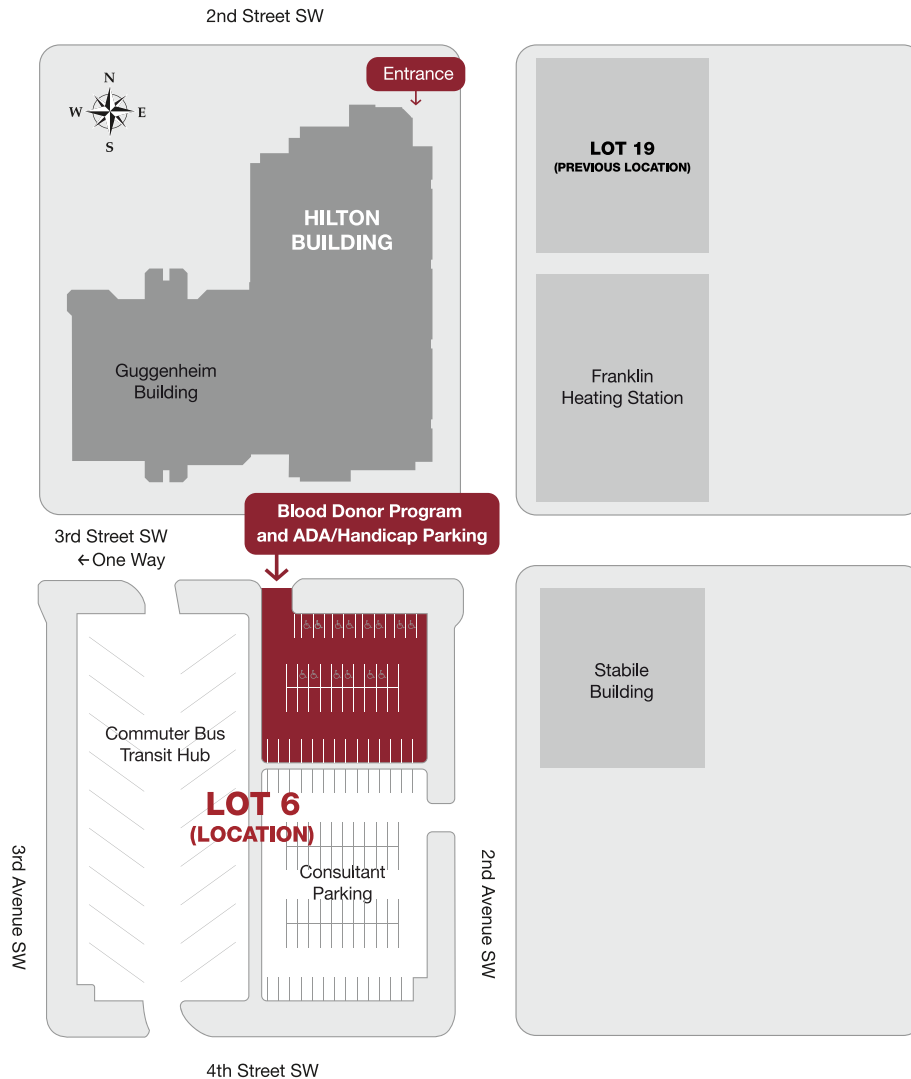 2nd Street SW
Entrance
N
W
E
S
LOT 19
(PREVIOUS LOCATION)
HILTON
BUILDING
Guggenheim
Building
Franklin
Heating Station
Blood Donor Program
and ADA/Handicap Parking
3rd Street SW
←One Way
Stabile
Building
Commuter Bus
Transit Hub
LOT 6
(LOCATION)
Consultant
Parking
3rd Avenue SW
2nd Avenue SW
4th Street SW